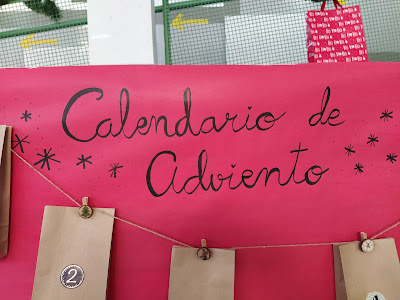 Calendario de
Adviento
2